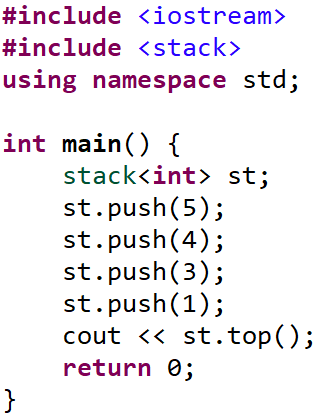 #include <iostream>
#include <stack>
using namespace std;

int main() {
    stack<int> st;
    st.push(5);
    st.push(4);
    st.push(3);
    st.push(1);
    cout << st.top();
    return 0;
}